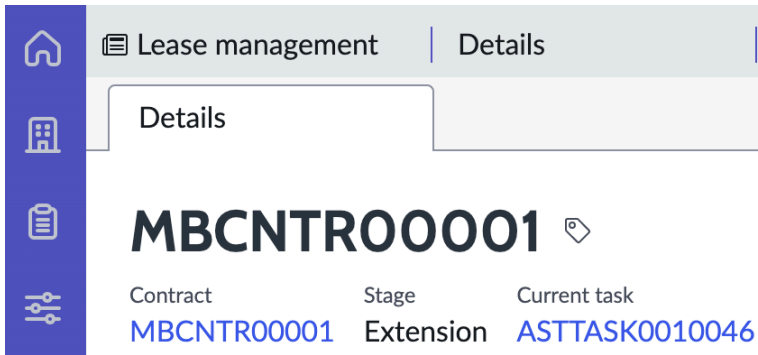 Lease management
Details
Details
MBCNTR00001
Contract
Stage
Current task
MBCNTR00001
Extension
ASTTASK0010046